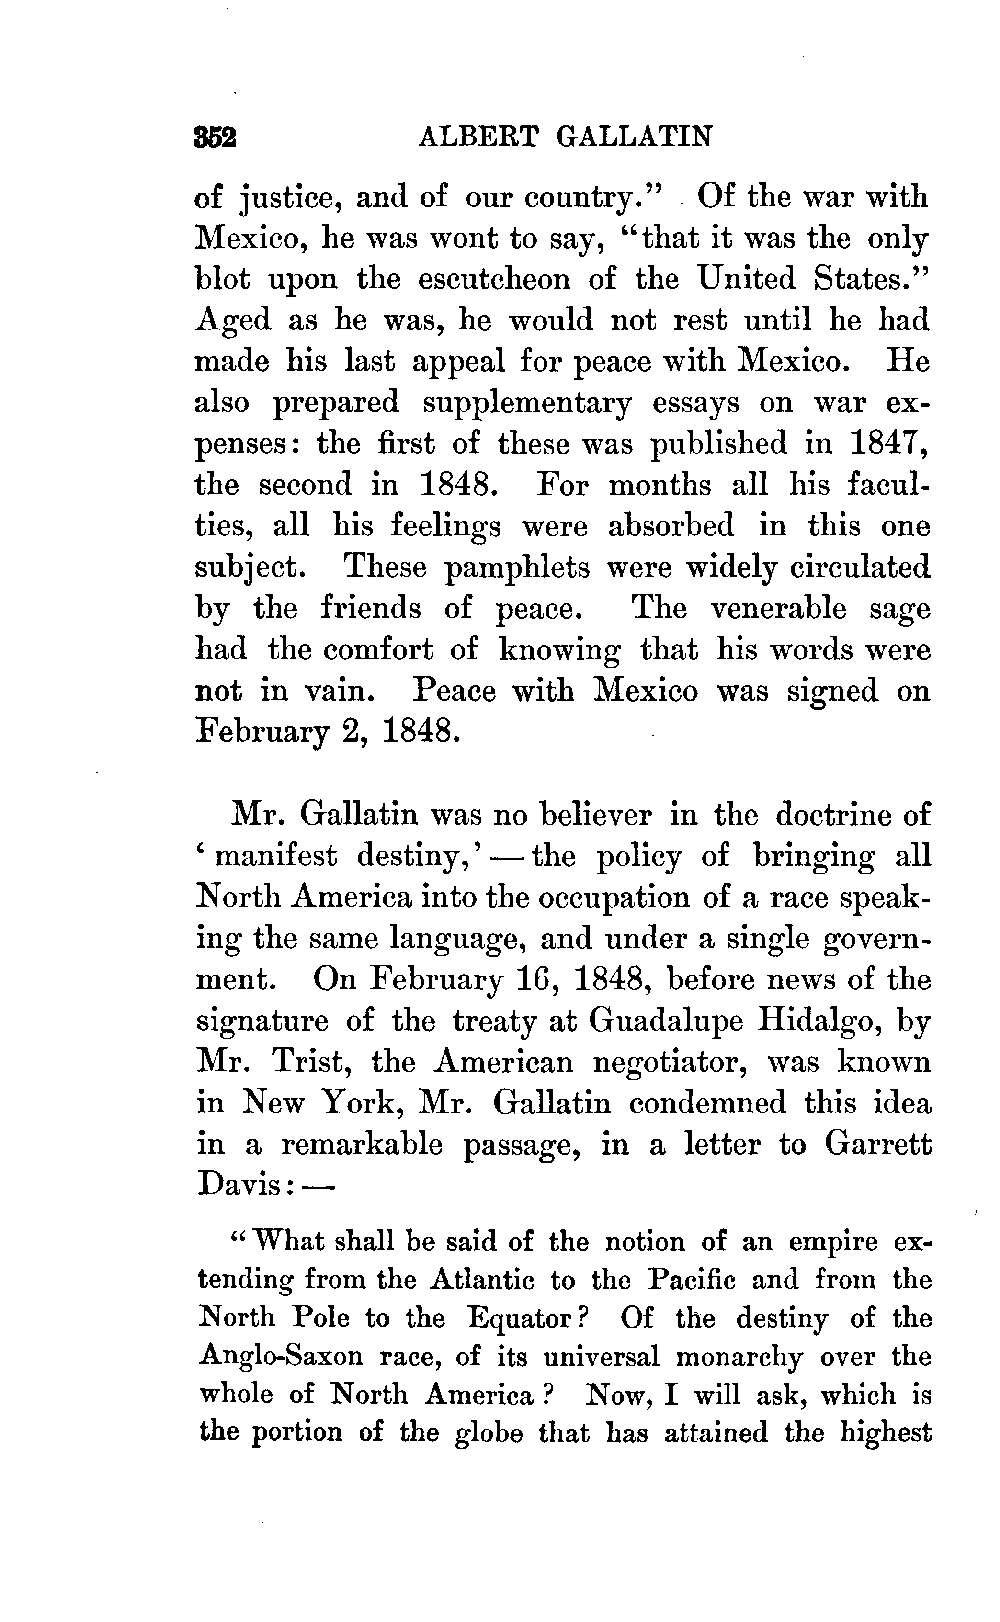 352 ALBERT GALLATIN
of justice, and of our country." Of the war with
Mexico, he was wont to say, "that it was the only
blot upon the escutcheon of the United States."
Aged as he was, he would not rest until he had
made his last appeal for peace with Mexico. He
also prepared supplementary essays on war ex-
penses: the first of these was published in 1847,
the second in 1848. For months all his facul-
ties, all his feelings were absorbed in this one
subject. These pamphlets were widely circulated
by the friends of peace. The venerable sage
had the comfort of knowing that his words were
not in vain. Peace with Mexico was signed on
February 2, 1848.
Mr. Gallatin was no believer in the doctrine of
' manifest destiny,' — the policy of bringing all
North America into the occupation of a race speak-
ing the same language, and under a single govern-
ment. On February 16, 1848, before news of the
signature of the treaty at Guadalupe Hidalgo, by
Mr. Trist, the American negotiator, was known
in New York, Mr. Gallatin condemned this idea
in a remarkable passage, in a letter to Garrett
Davis: —
"What shall be said of the notion of an empire ex-
tending from the Atlantic to the Pacific and from the
North Pole to the Equator? Of the destiny of the
Anglo-Saxon race, of its universal monarchy over the
whole of North America? Now, I will ask, which is
the portion of the globe that has attained the highest